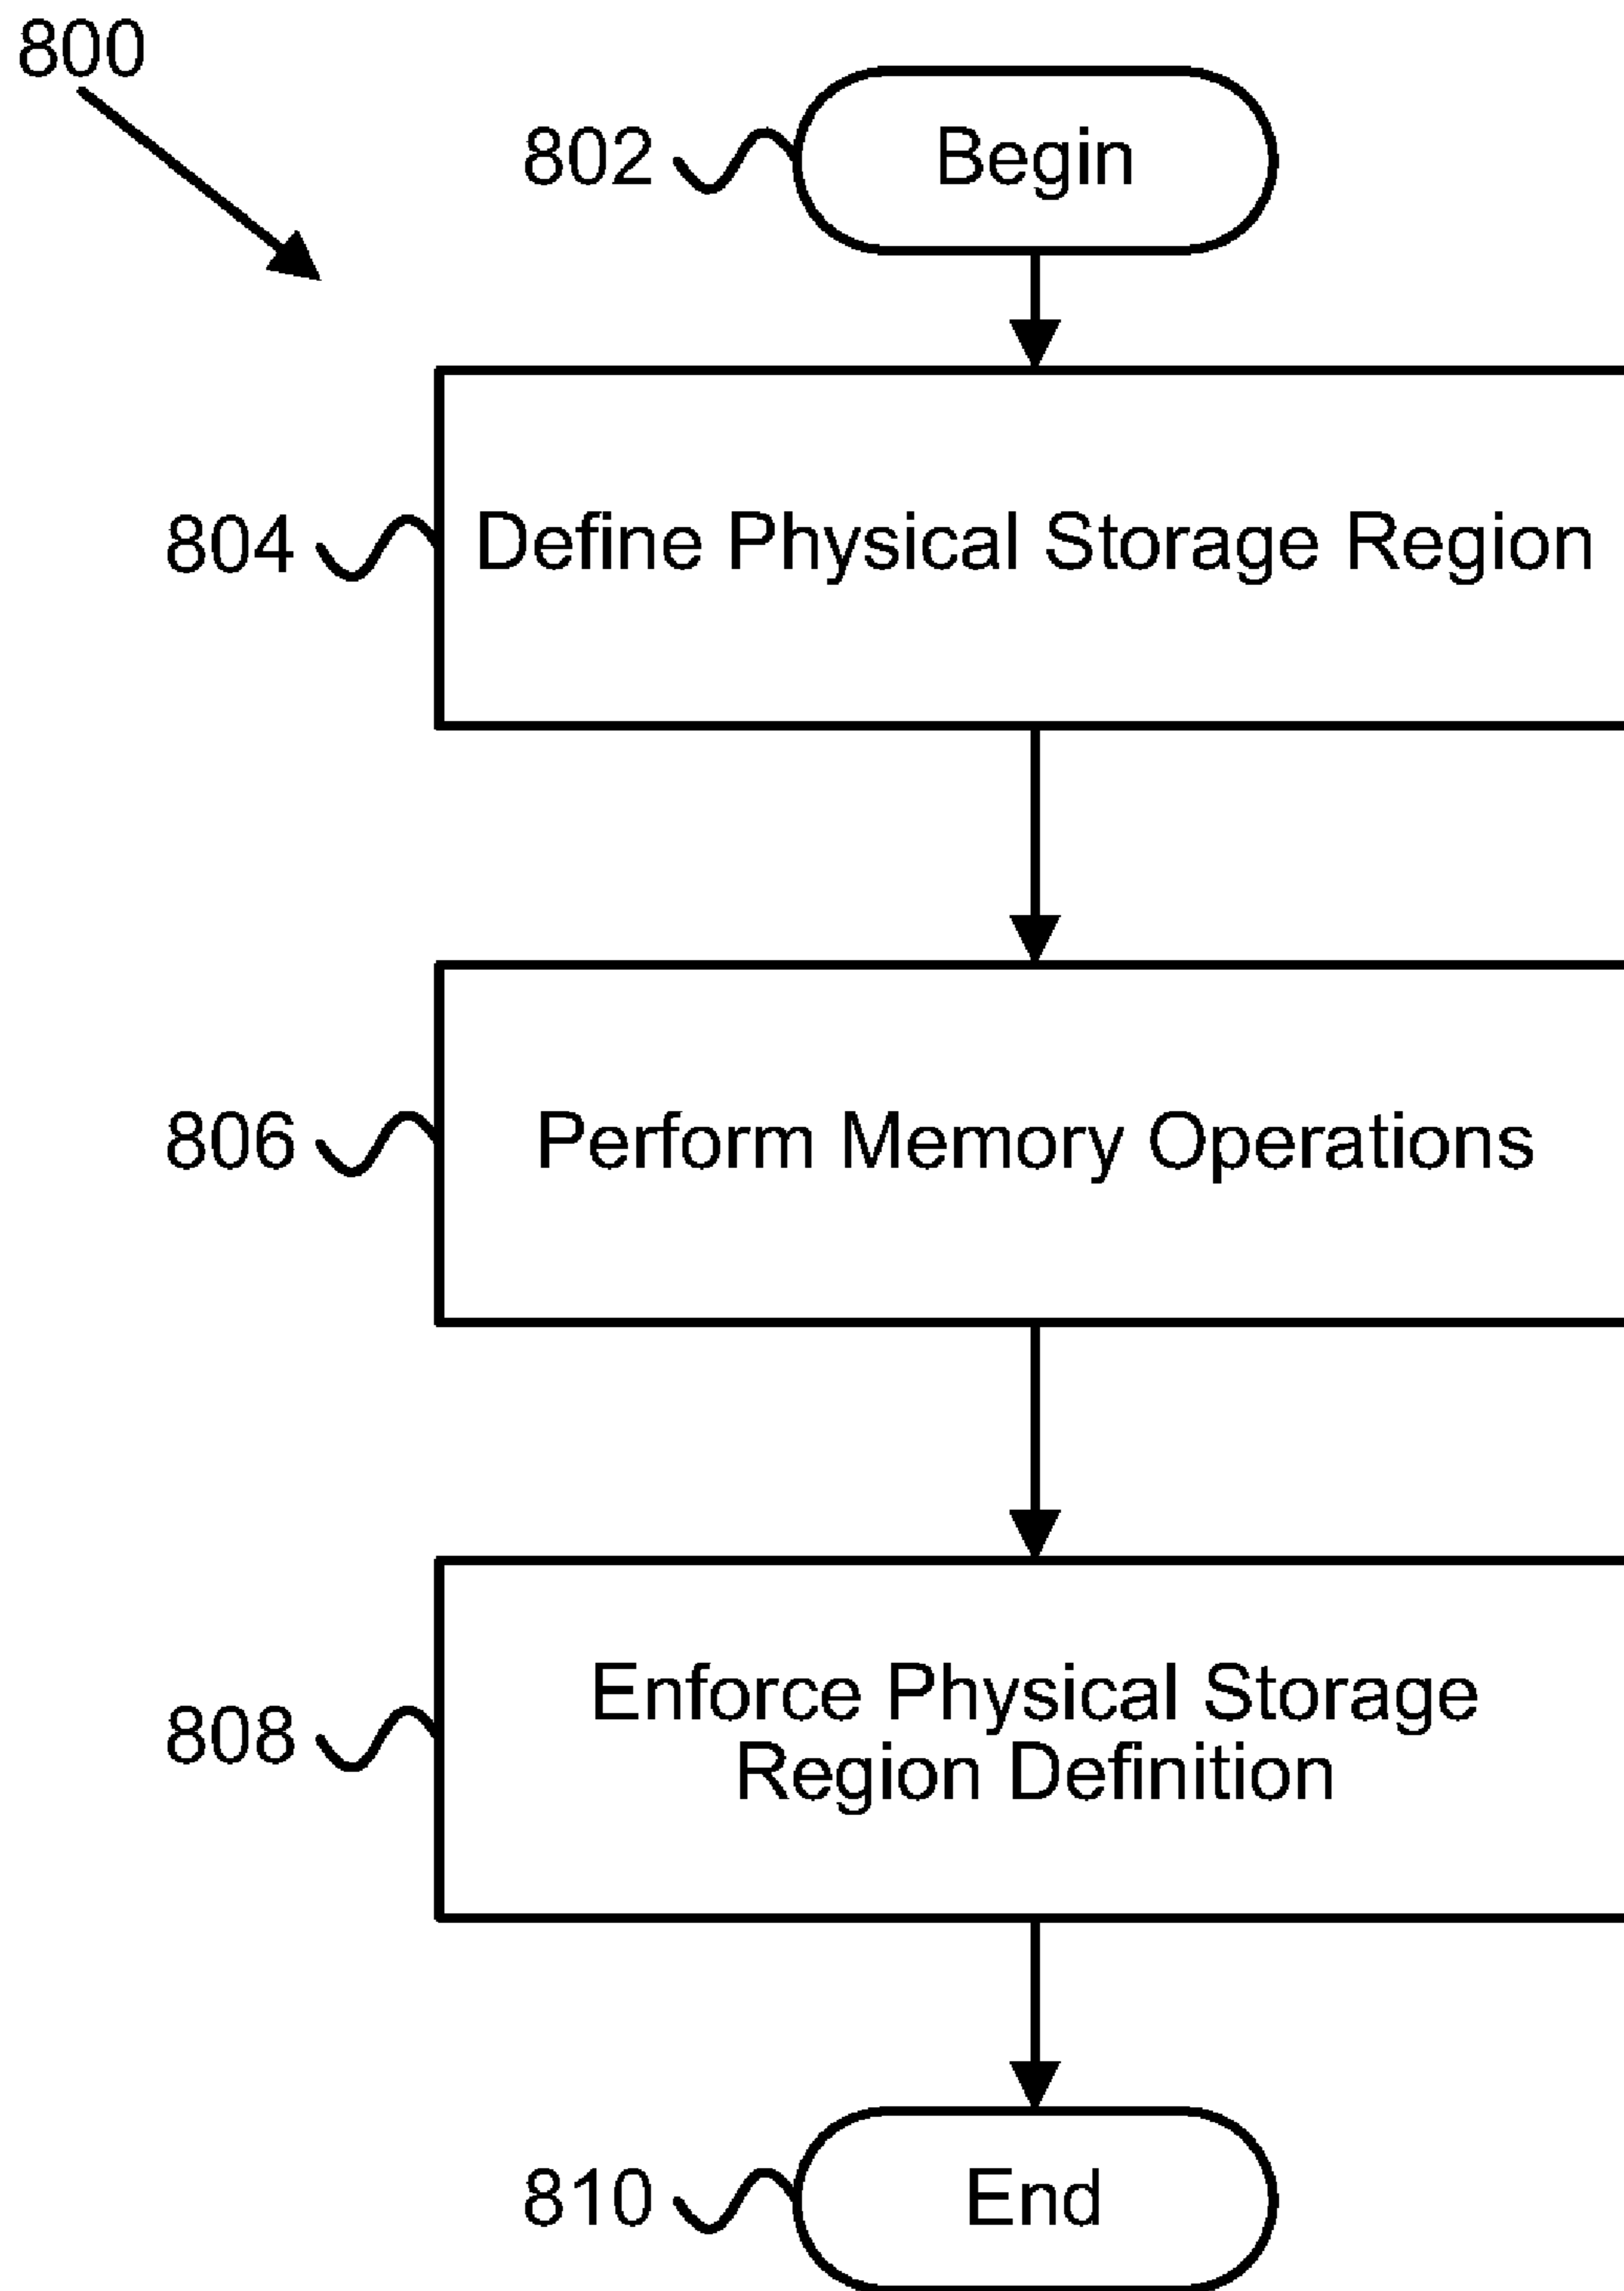 800
802
Begin
804
Define Physical Storage Region
806
Perform Memory Operations
808
Enforce Physical Storage
Region Definition
810
End